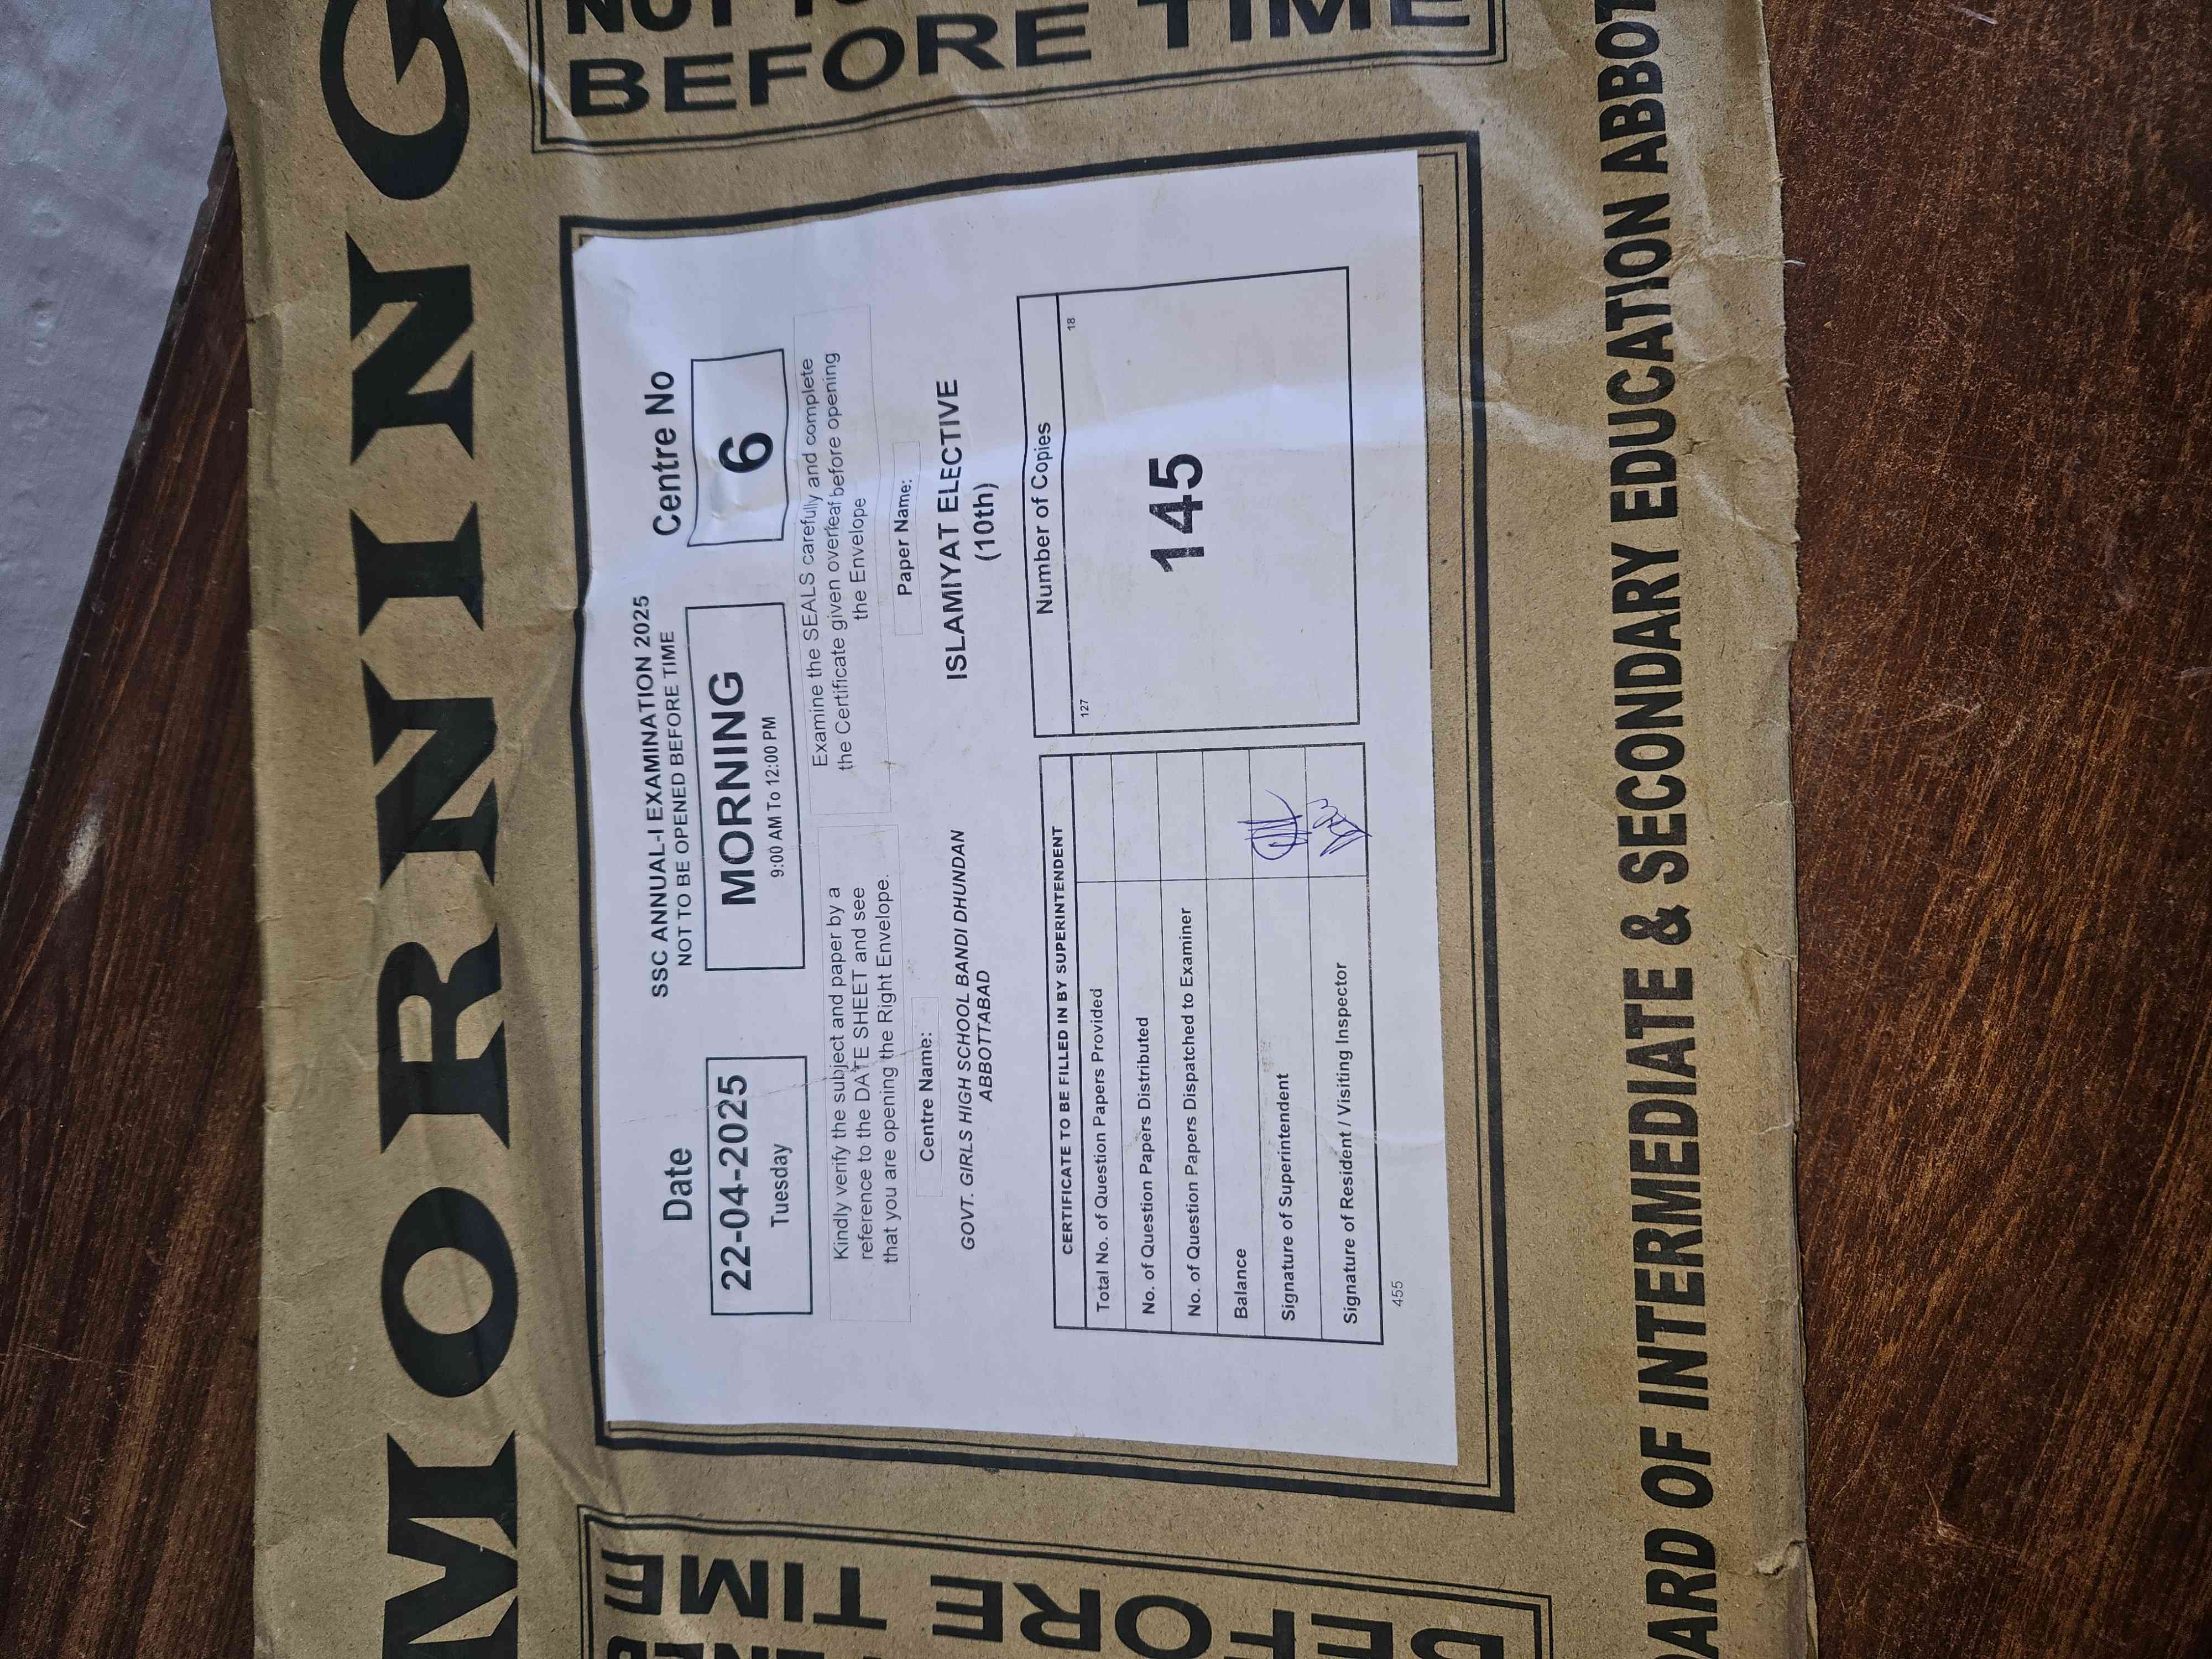 MORNING
NOT TO
BEFORE TIME
SSC ANNUAL-I EXAMINATION 2025
NOT TO BE OPENED BEFORE TIME
Date
Centre No
22-04-2025
Tuesday
MORNING
9:00 AM To 12:00 PM
6
Kindly verify the subject and paper by a
reference to the DATE SHEET and see
that you are opening the Right Envelope.
Examine the SEALS carefully and complete
the Certificate given overleaf before opening
the Envelope
Centre Name:
GOVT. GIRLS HIGH SCHOOL BANDI DHUNDAN
ABBOTTABAD
Paper Name:
ISLAMIYAT ELECTIVE
(10th)
CERTIFICATE TO BE FILLED IN BY SUPERINTENDENT
Total No. of Question Papers Provided
No. of Question Papers Distributed
No. of Question Papers Dispatched to Examiner
Balance
Signature of Superintendent
Signature of Resident / Visiting Inspector
Number of Copies
127
18
145
455
BEFORE
TIME
BOARD OF INTERMEDIATE & SECONDARY EDUCATION ABBOT